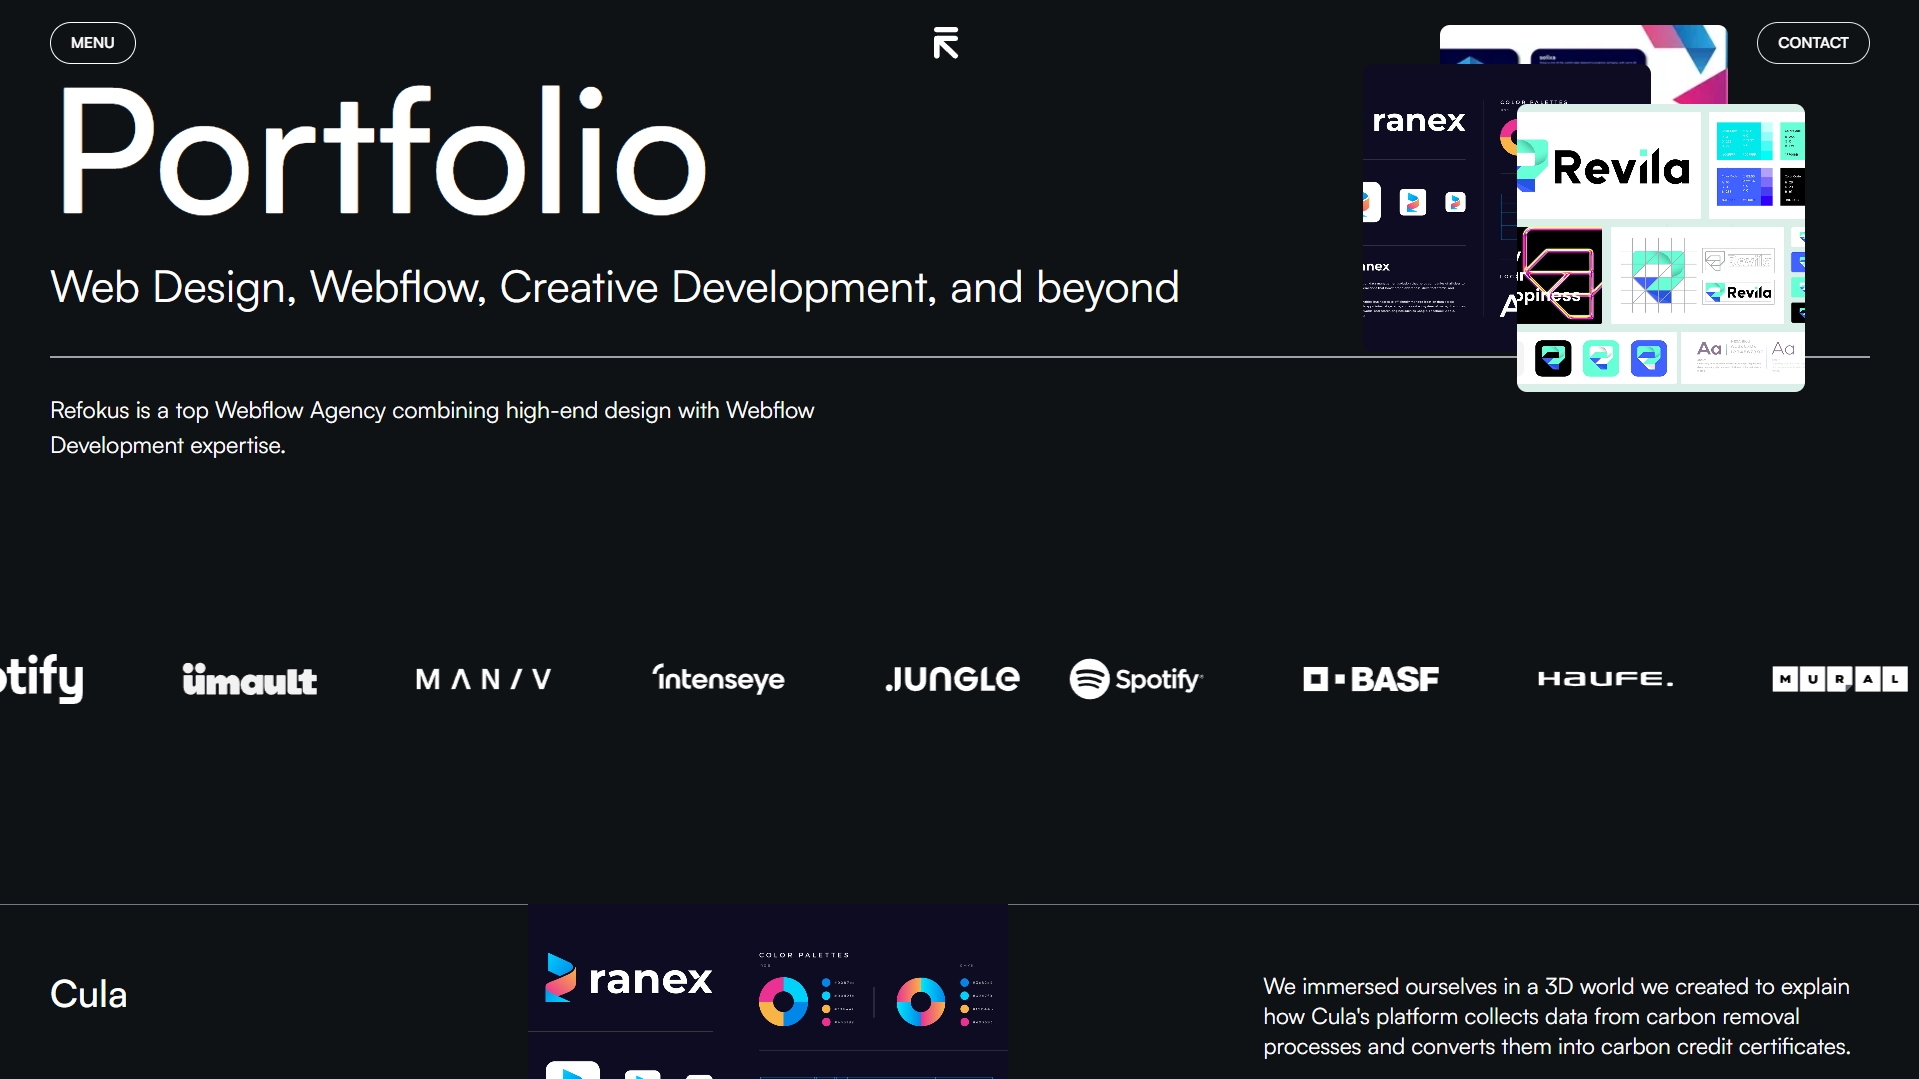 MENU
CONTACT
Portfolio
Web Design, Webflow, Creative Development, and beyond
Refokus is a top Webflow Agency combining high-end design with Webflow
Development expertise.
COLOR PALETTES
ranex
Revila
Revila
Aa
Aa
otify
ümault
MANIV
intenseye
JUNGLE
Spotify
BASF
HAUFE.
MURAL
Cula
ranex
COLOR PALETTES
We immersed ourselves in a 3D world we created to explain
how Cula's platform collects data from carbon removal
processes and converts them into carbon credit certificates.